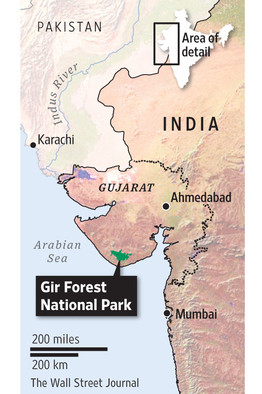 PAKISTAN
Area of
detail
Indus River
INDIA
Karachi
GUJARAT
Ahmedabad
Arabian
Sea
Gir Forest
National Park
Mumbai
200 miles
200 km
The Wall Street Journal